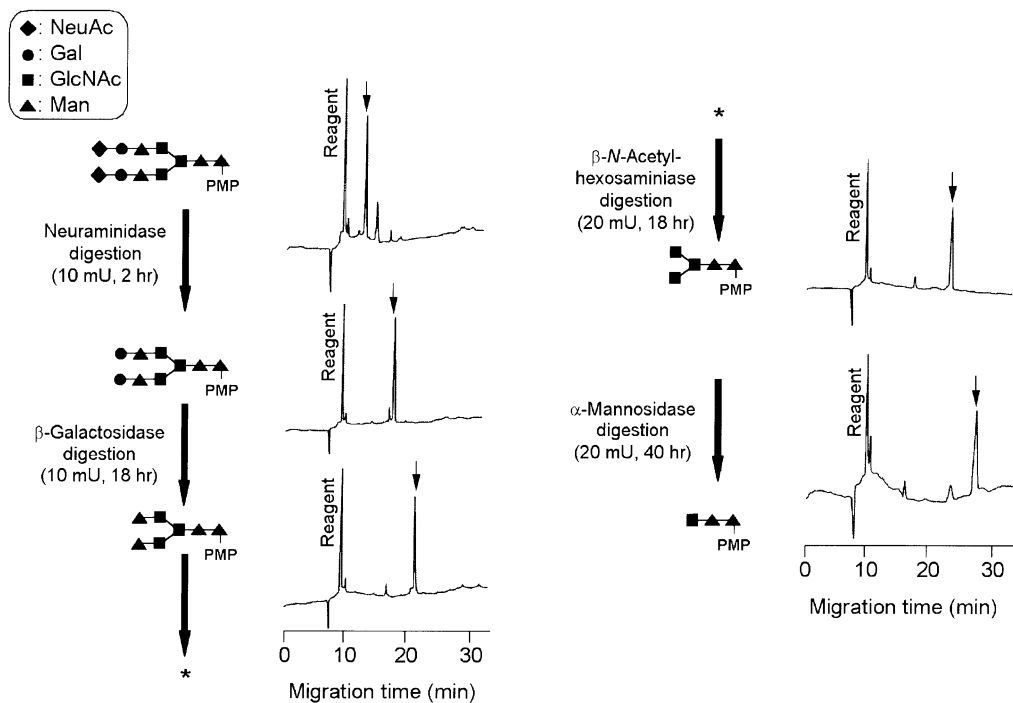 ◆: NeuAc
●: Gal
■: GlcNAc
▲: Man
PMP
Neuraminidase
digestion
(10 mU, 2 hr)
PMP
β-Galactosidase
digestion
(10 mU, 18 hr)
PMP
*
Reagent
Reagent
Reagent
0 10 20 30
Migration time (min)
*
β-N-Acetyl-
hexosaminiase
digestion
(20 mU, 18 hr)
PMP
α-Mannosidase
digestion
(20 mU, 40 hr)
PMP
Reagent
Reagent
0 10 20 30
Migration time (min)